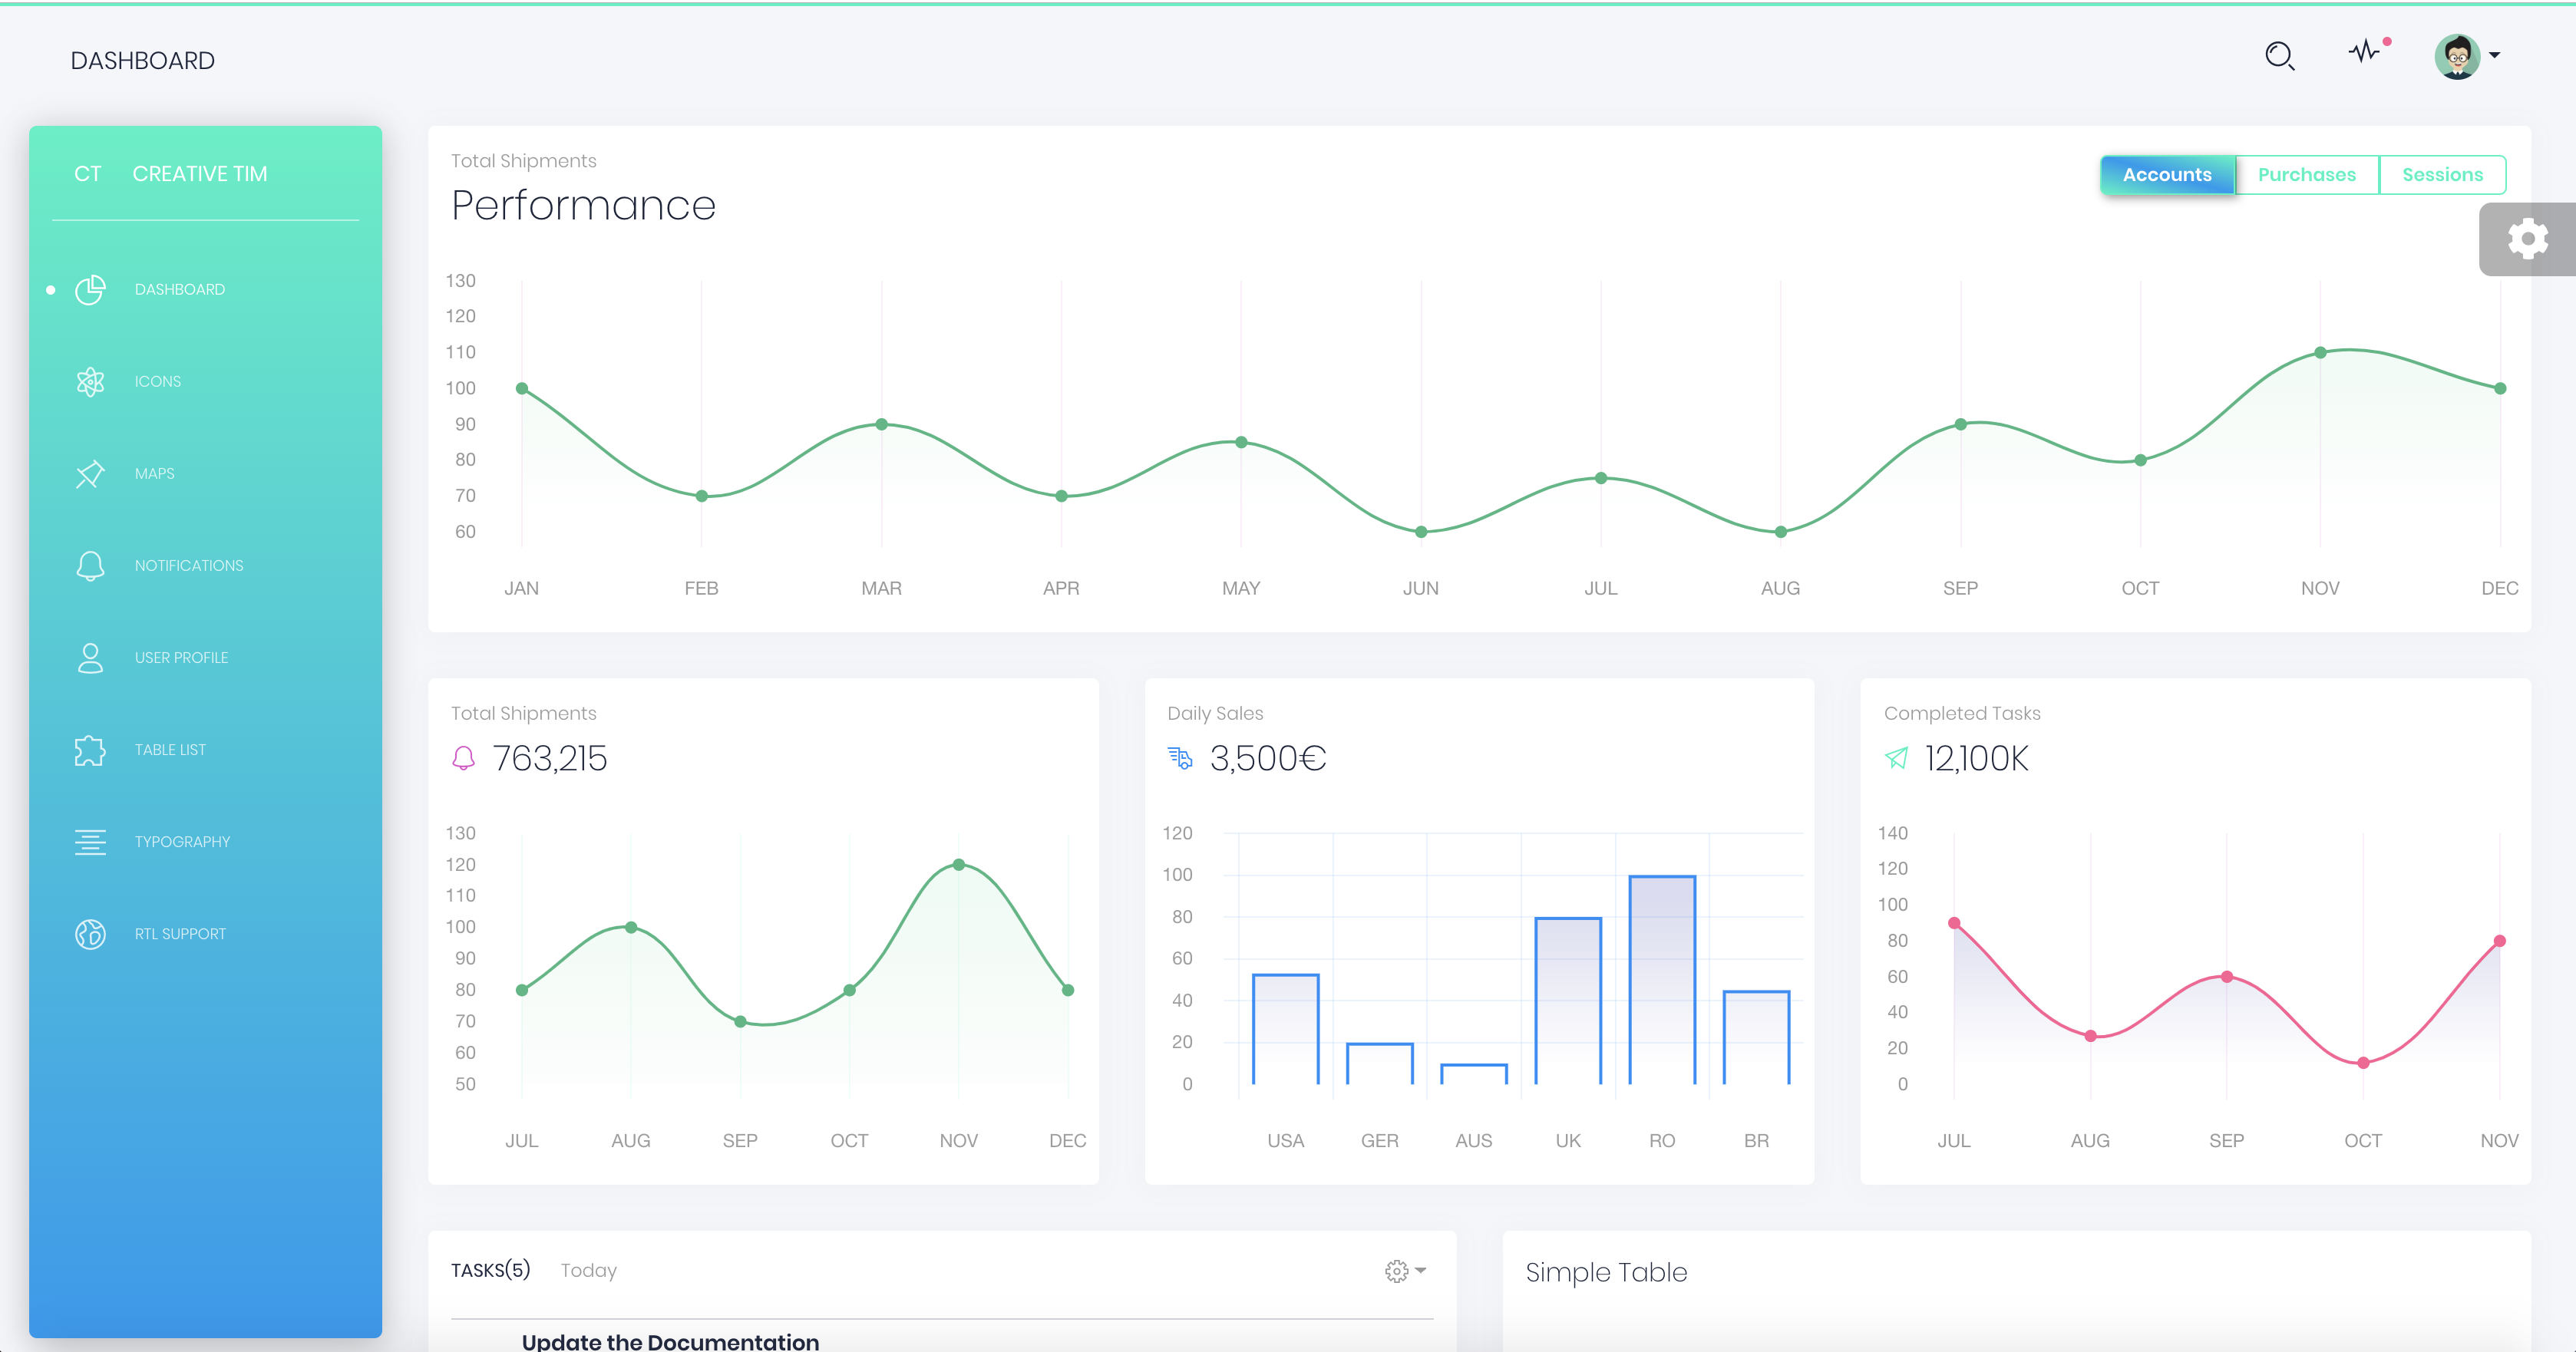 DASHBOARD
CT CREATIVE TIM
DASHBOARD
ICONS
MAPS
NOTIFICATIONS
USER PROFILE
TABLE LIST
TYPOGRAPHY
RTL SUPPORT
Total Shipments
Performance
Accounts Purchases Sessions
130
120
110
100
90
80
70
60
JAN FEB MAR APR MAY JUN JUL AUG SEP OCT NOV DEC
Total Shipments
763,215
130
120
110
100
90
80
70
60
50
JUL AUG SEP OCT NOV DEC
Daily Sales
3,500€
120
100
80
60
40
20
0
USA GER AUS UK RO BR
Completed Tasks
12,100K
140
120
100
80
60
40
20
0
JUL AUG SEP OCT NOV
TASKS(5) Today
Update the Documentation
Simple Table